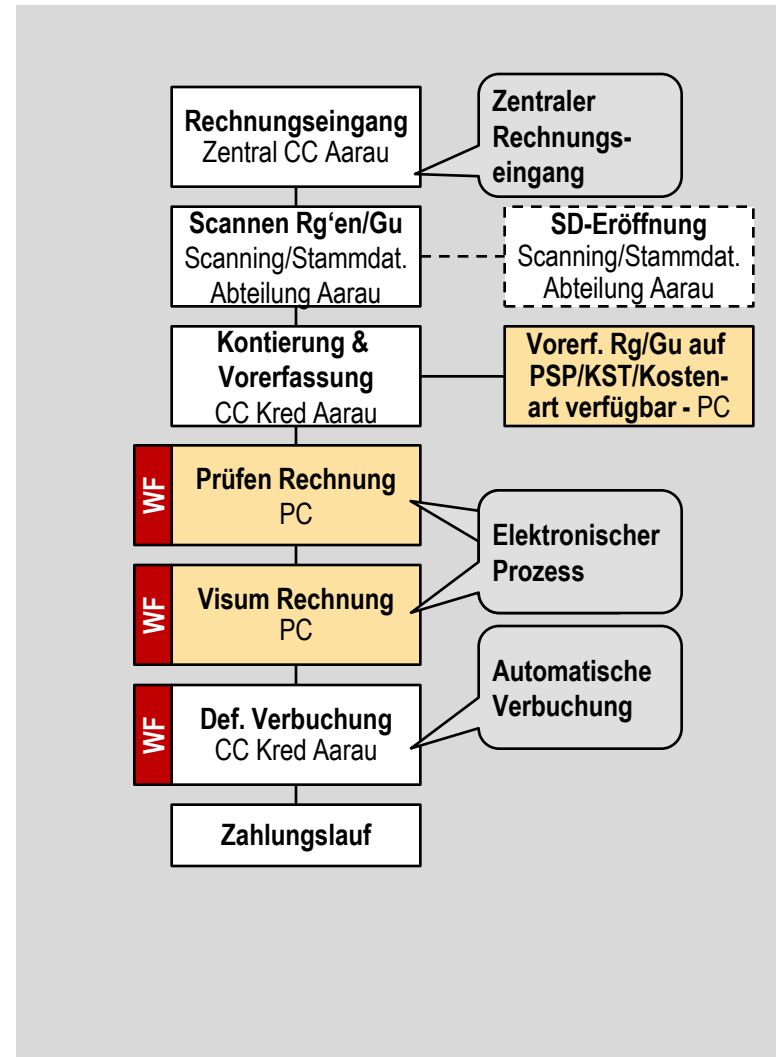 Rechnungseingang
Zentral CC Aarau
Zentraler
Rechnungs-
eingang
Scannen Rg‘en/Gu
Scanning/Stammdat.
Abteilung Aarau
SD-Eröffnung
Scanning/Stammdat.
Abteilung Aarau
Kontierung &
Vorerfassung
CC Kred Aarau
Vorerf. Rg/Gu auf
PSP/KST/Kosten-
art verfügbar - PC
WF
Prüfen Rechnung
PC
Elektronischer
Prozess
WF
Visum Rechnung
PC
Automatische
Verbuchung
WF
Def. Verbuchung
CC Kred Aarau
Zahlungslauf